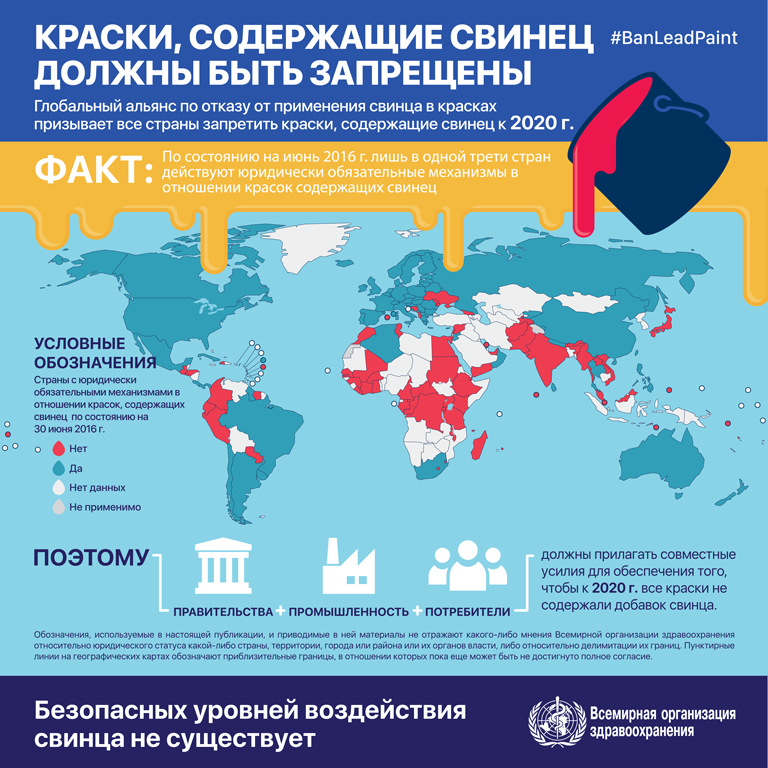 КРАСКИ, СОДЕРЖАЩИЕ СВИНЕЦ
ДОЛЖНЫ БЫТЬ ЗАПРЕЩЕНЫ
#BanLeadPaint
Глобальный альянс по отказу от применения свинца в красках
призывает все страны запретить краски, содержащие свинец к 2020 г.
ФАКТ:
По состоянию на июнь 2016 г. лишь в одной трети стран
действуют юридически обязательные механизмы в
отношении красок содержащих свинец
УСЛОВНЫЕ
ОБОЗНАЧЕНИЯ
Страны с юридически
обязательными механизмами в
отношении красок, содержащих
свинец по состоянию на
30 июня 2016 г.
Нет
Да
Нет данных
Не применимо
ПОЭТОМУ
ПРАВИТЕЛЬСТВА + ПРОМЫШЛЕННОСТЬ + ПОТРЕБИТЕЛИ
должны прилагать совместные
усилия для обеспечения того,
чтобы к 2020 г. все краски не
содержали добавок свинца.
Обозначения, используемые в настоящей публикации, и приводимые в ней материалы не отражают какого-либо мнения Всемирной организации здравоохранения
относительно юридического статуса какой-либо страны, территории, города или района или их органов власти, либо относительно делимитации их границ. Пунктирные
линии на географических картах обозначают приблизительные границы, в отношении которых пока еще может быть не достигнуто полное согласие.
Безопасных уровней воздействия
свинца не существует
Всемирная организация
здравоохранения